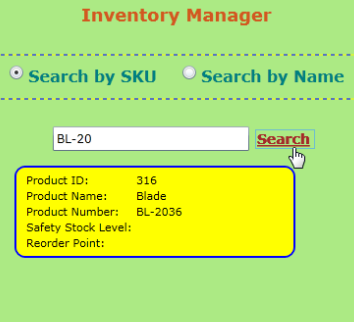 Inventory Manager
Search by SKU Search by Name
BL-20 Search
Product ID: 316
Product Name: Blade
Product Number: BL-2036
Safety Stock Level:
Reorder Point: